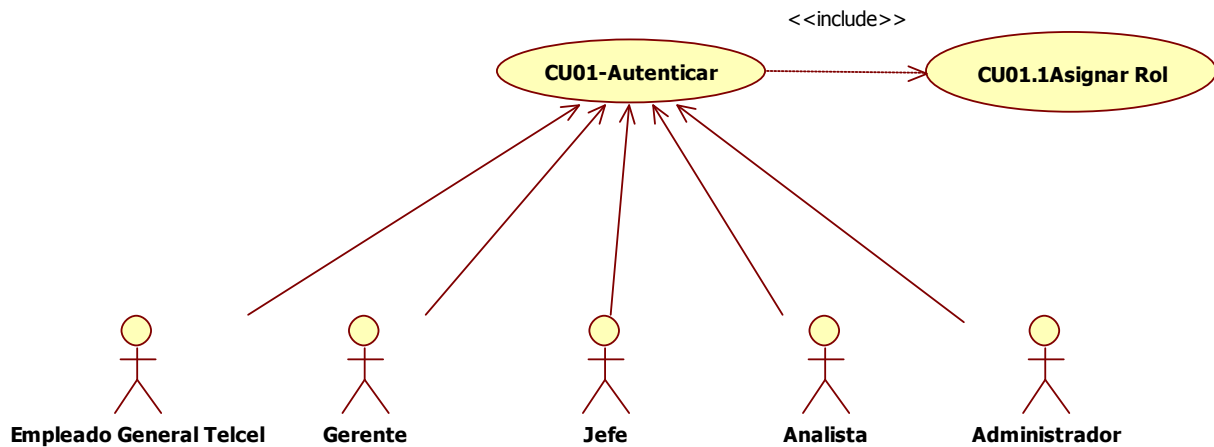 <<include>>
CU01-Autenticar
CU01.1Asignar Rol
Empleado General Telcel
Gerente
Jefe
Analista
Administrador